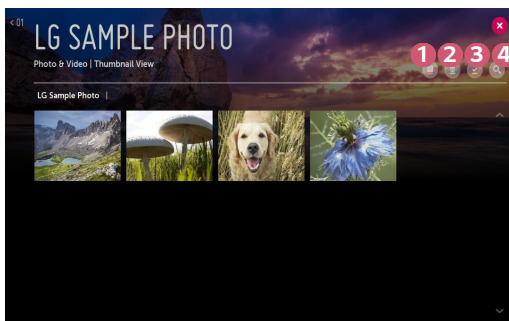 < 01
LG SAMPLE PHOTO
1 2 3 4
Photo & Video | Thumbnail View
LG Sample Photo |